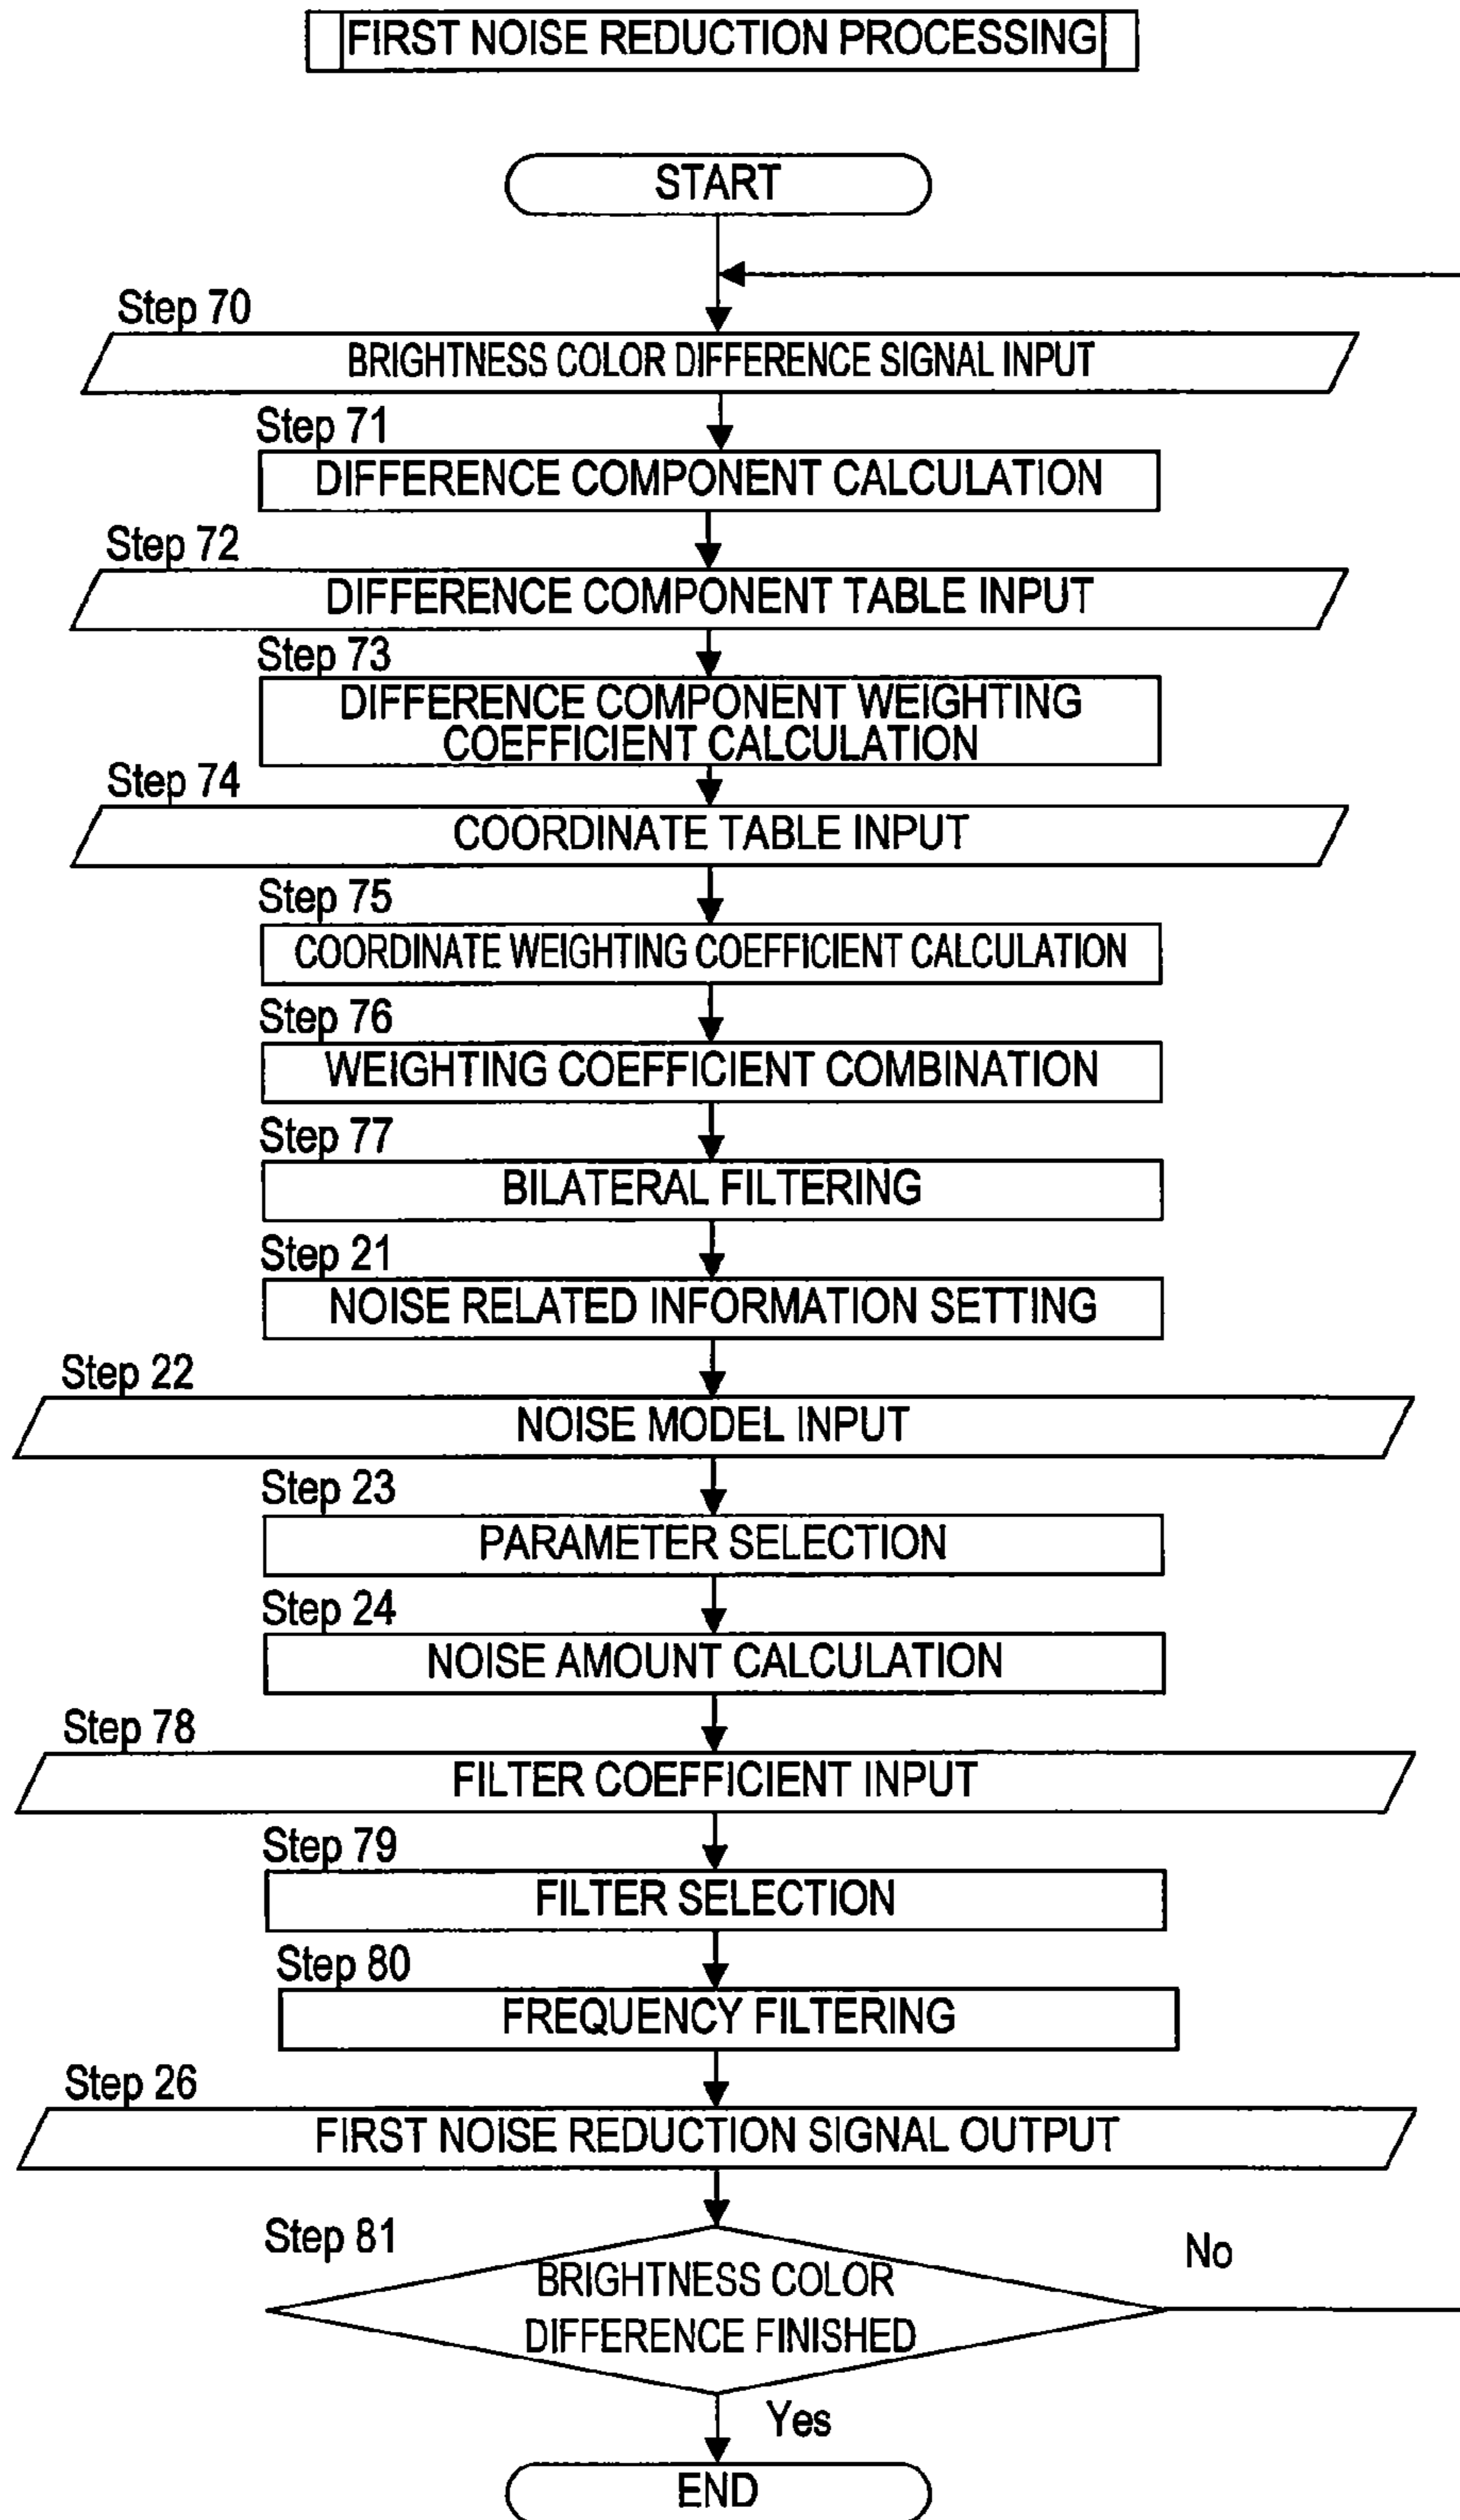 FIRST NOISE REDUCTION PROCESSING
START
Step 70
BRIGHTNESS COLOR DIFFERENCE SIGNAL INPUT
Step 71
DIFFERENCE COMPONENT CALCULATION
Step 72
DIFFERENCE COMPONENT TABLE INPUT
Step 73
DIFFERENCE COMPONENT WEIGHTING
COEFFICIENT CALCULATION
Step 74
COORDINATE TABLE INPUT
Step 75
COORDINATE WEIGHTING COEFFICIENT CALCULATION
Step 76
WEIGHTING COEFFICIENT COMBINATION
Step 77
BILATERAL FILTERING
Step 21
NOISE RELATED INFORMATION SETTING
Step 22
NOISE MODEL INPUT
Step 23
PARAMETER SELECTION
Step 24
NOISE AMOUNT CALCULATION
Step 78
FILTER COEFFICIENT INPUT
Step 79
FILTER SELECTION
Step 80
FREQUENCY FILTERING
Step 26
FIRST NOISE REDUCTION SIGNAL OUTPUT
Step 81
No
BRIGHTNESS COLOR
DIFFERENCE FINISHED
Yes
END